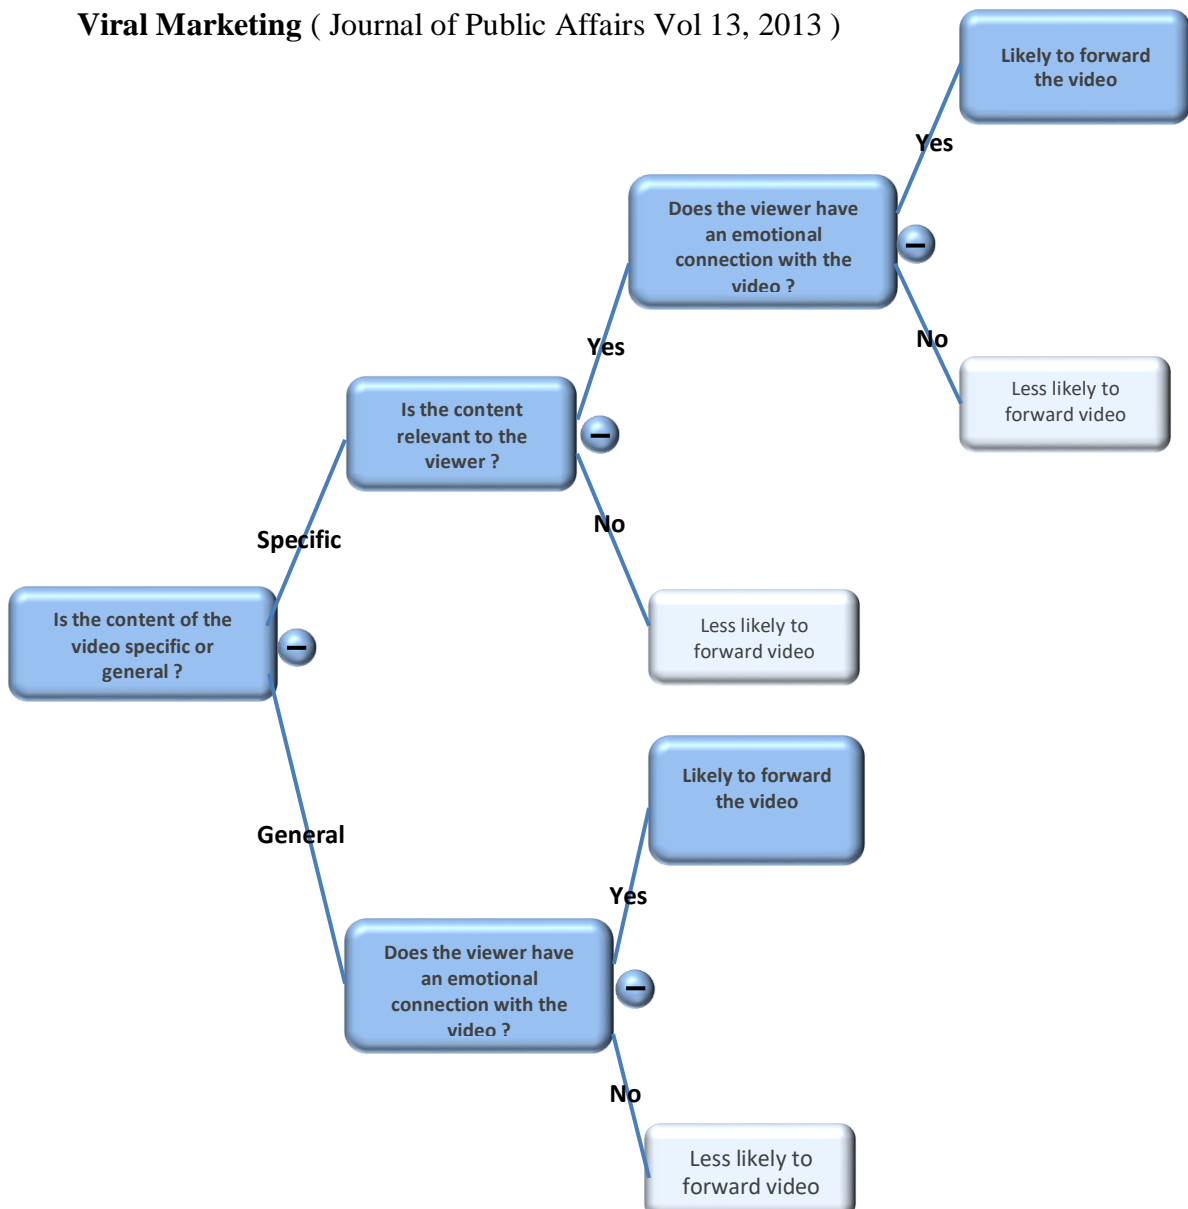 Viral Marketing ( Journal of Public Affairs Vol 13, 2013 )
Likely to forward
the video
Yes
Does the viewer have
an emotional
connection with the
video ?
No
Less likely to
forward video
Yes
Is the content
relevant to the
viewer ?
No
Less likely to
forward video
Specific
Is the content of the
video specific or
general ?
General
Likely to forward
the video
Yes
Does the viewer have
an emotional
connection with the
video ?
No
Less likely to
forward video